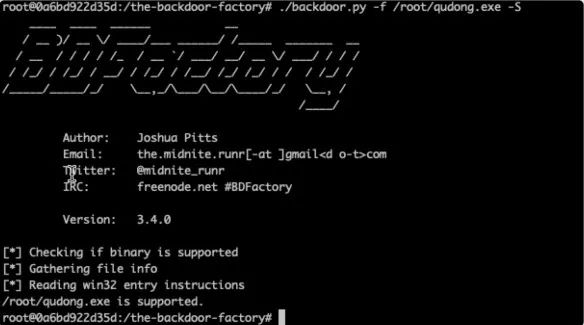 root@0a6bd922d35d:/the-backdoor-factory# ./backdoor.py -f /root/qudong.exe -S
BDFactory
Author: Joshua Pitts
Email: the.midnite.runr[-at ]gmail<d o-t>com
Twitter: @midnite_runr
IRC: freenode.net #BDFactory
Version: 3.4.0
[*] Checking if binary is supported
[*] Gathering file info
[*] Reading win32 entry instructions
/root/qudong.exe is supported.
root@0a6bd922d35d:/the-backdoor-factory#